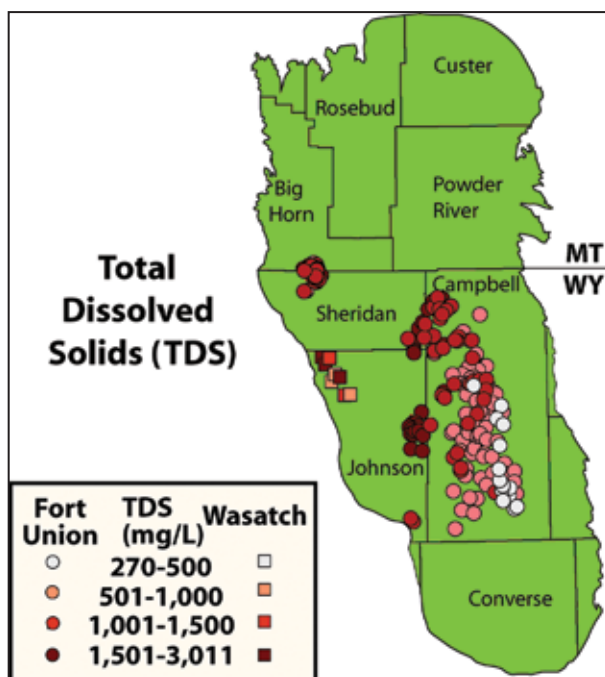 Custer
Rosebud
Big
Horn
Powder
River
MT
WY
Total
Dissolved
Solids (TDS)
Campbell
Sheridan
Johnson
Converse
Fort TDS Wasatch
Union (mg/L)
270-500
501-1,000
1,001-1,500
1,501-3,011